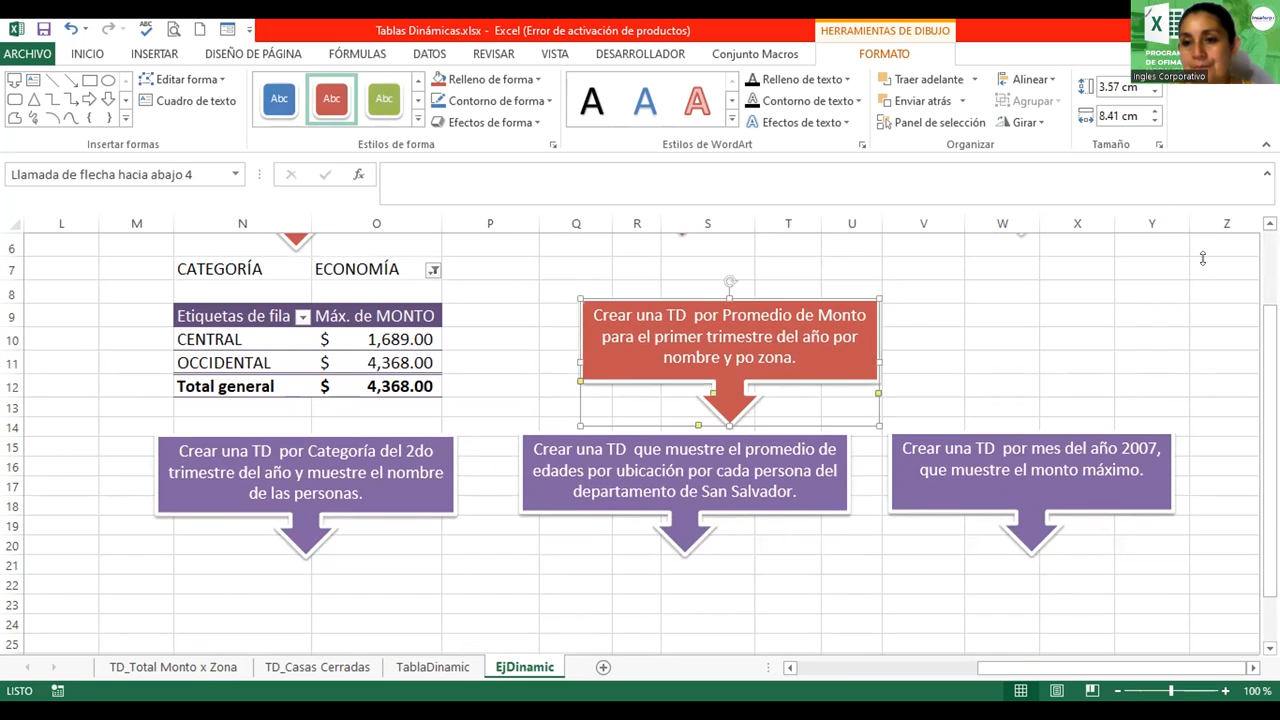 Tablas Dinámicas.xlsx - Excel (Error de activación de productos)
HERRAMIENTAS DE DIBUJO
ARCHIVO INICIO INSERTAR DISEÑO DE PÁGINA FÓRMULAS DATOS REVISAR VISTA DESARROLLADOR Conjunto Macros FORMATO
Ingles Corporativo
Editar forma
Cuadro de texto
Insertar formas
Abc Abc Abc
Relleno de forma
Contorno de forma
Efectos de forma
Estilos de forma
A A A
Relleno de texto
Contorno de texto
Efectos de texto
Estilos de WordArt
Traer adelante
Enviar atrás
Panel de selección
Alinear
Agrupar
Girar
Organizar
3.57 cm
8.41 cm
Tamaño
Llamada de flecha hacia abajo 4
fx
L M N O P Q R S T U V W X Y Z
6
7 CATEGORÍA ECONOMÍA
8
9 Etiquetas de fila Máx. de MONTO
10 CENTRAL $ 1,689.00
11 OCCIDENTAL $ 4,368.00
12 Total general $ 4,368.00
13
14
15
16
17
18
19
20
21
22
23
24
25
Crear una TD por Promedio de Monto
para el primer trimestre del año por
nombre y po zona.
Crear una TD por Categoría del 2do
trimestre del año y muestre el nombre
de las personas.
Crear una TD que muestre el promedio de
edades por ubicación por cada persona del
departamento de San Salvador.
Crear una TD por mes del año 2007,
que muestre el monto máximo.
TD_Total Monto x Zona TD_Casas Cerradas TablaDinamic EjDinamic
LISTO
100 %